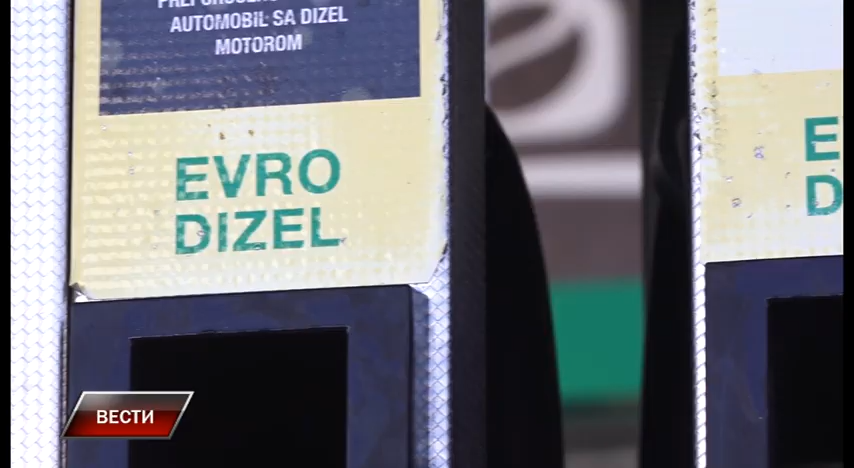 AUTOMOBIL SA DIZEL
MOTOROM
EVRO
DIZEL
E
D
ВЕСТИ